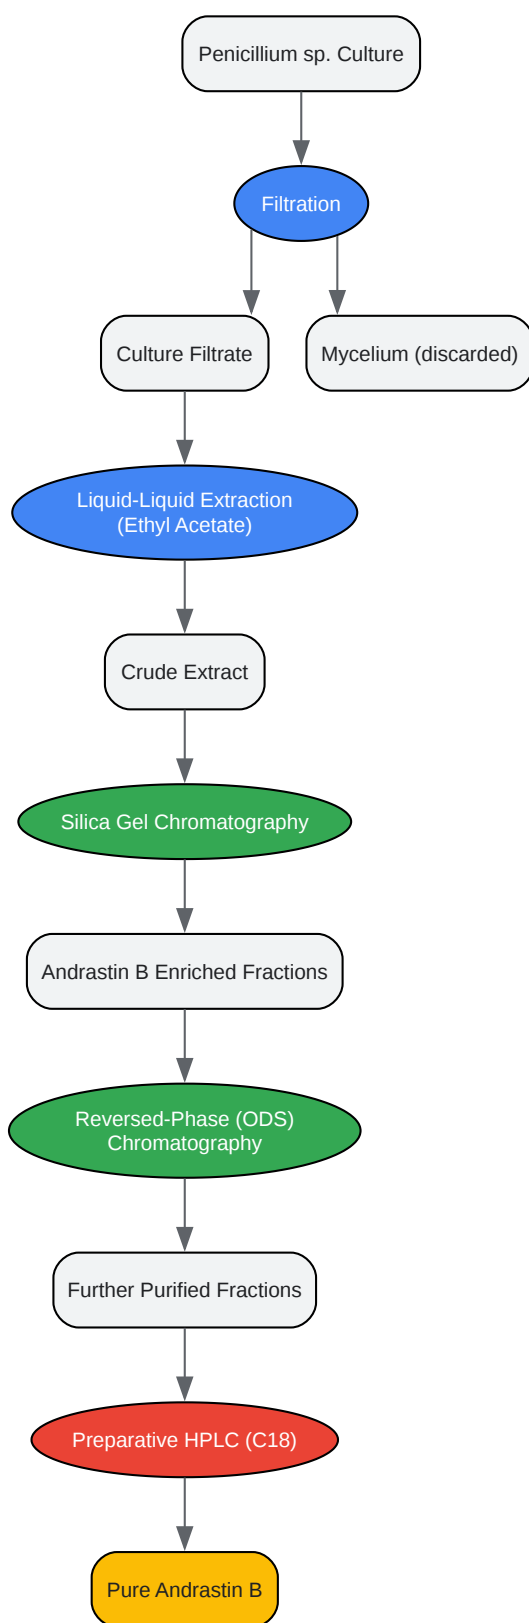 Penicillium sp. Culture
Filtration
Culture Filtrate
Mycelium (discarded)
Liquid-Liquid Extraction
(Ethyl Acetate)
Crude Extract
Silica Gel Chromatography
Andrastin B Enriched Fractions
Reversed-Phase (ODS)
Chromatography
Further Purified Fractions
Preparative HPLC (C18)
Pure Andrastin B